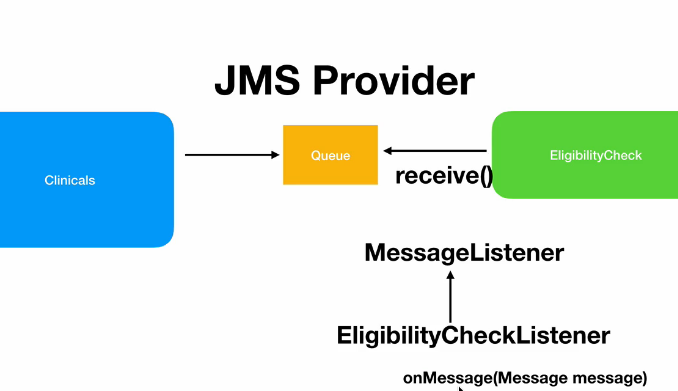 JMS Provider
Clinicals
Queue
EligibilityCheck
receive()
MessageListener
EligibilityCheckListener
onMessage(Message message)